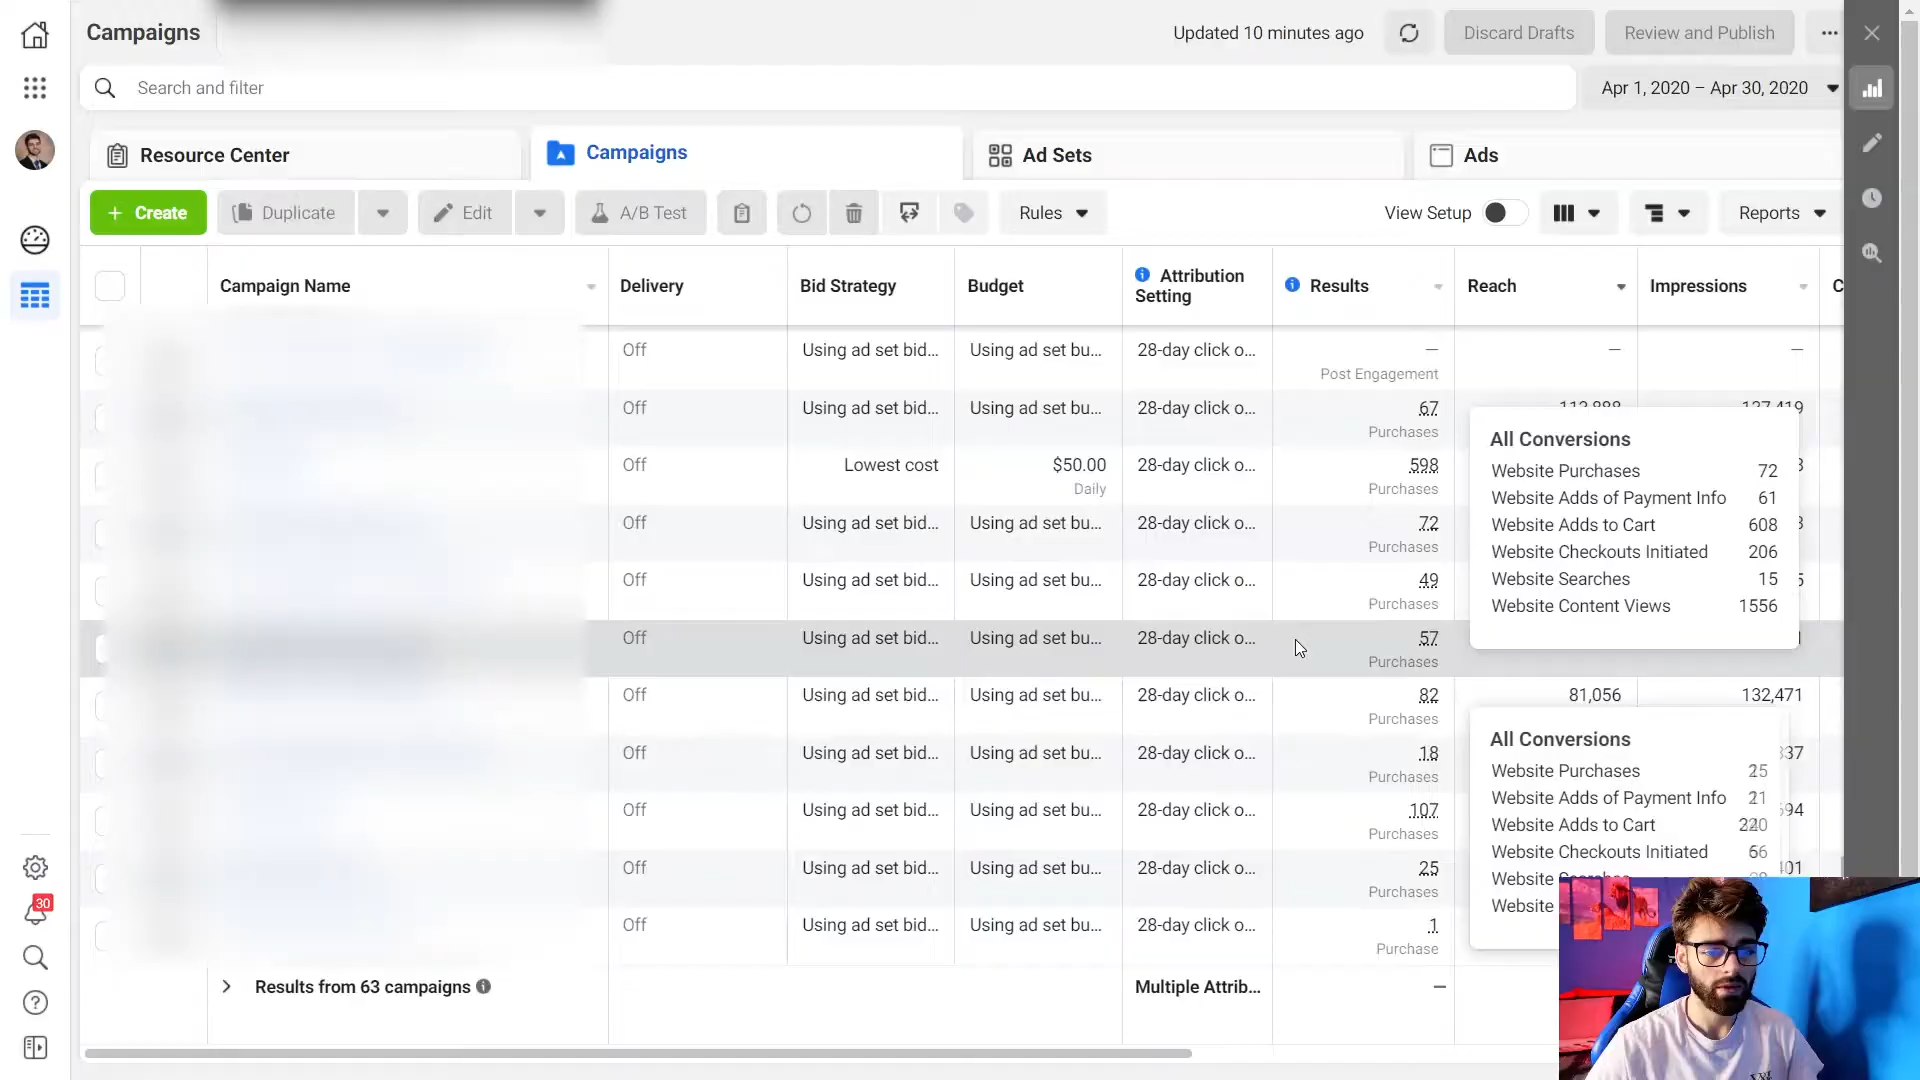 Campaigns
Updated 10 minutes ago
Discard Drafts
Review and Publish
Search and filter
Apr 1, 2020 – Apr 30, 2020
Resource Center
Campaigns
Ad Sets
Ads
+ Create
Duplicate
Edit
A/B Test
Rules
View Setup
Reports
Campaign Name
Delivery
Bid Strategy
Budget
Attribution
Setting
Results
Reach
Impressions
C
Off Using ad set bid... Using ad set bu... 28-day click o... — — —
Post Engagement
Off Using ad set bid... Using ad set bu... 28-day click o... 67
Purchases
Off Lowest cost $50.00 28-day click o... 598
Daily Purchases
Off Using ad set bid... Using ad set bu... 28-day click o... 72
Purchases
Off Using ad set bid... Using ad set bu... 28-day click o... 49
Purchases
Off Using ad set bid... Using ad set bu... 28-day click o... 57
Purchases
Off Using ad set bid... Using ad set bu... 28-day click o... 82 81,056 132,471
Purchases
Off Using ad set bid... Using ad set bu... 28-day click o... 18
Purchases
Off Using ad set bid... Using ad set bu... 28-day click o... 107
Purchases
Off Using ad set bid... Using ad set bu... 28-day click o... 25
Purchases
Off Using ad set bid... Using ad set bu... 28-day click o... 1
Purchase
All Conversions
Website Purchases 72
Website Adds of Payment Info 61
Website Adds to Cart 608
Website Checkouts Initiated 206
Website Searches 15
Website Content Views 1556
All Conversions
Website Purchases 25
Website Adds of Payment Info 21
Website Adds to Cart
Website Checkouts Initiated
Website
Website
Results from 63 campaigns
Multiple Attrib...
—
30